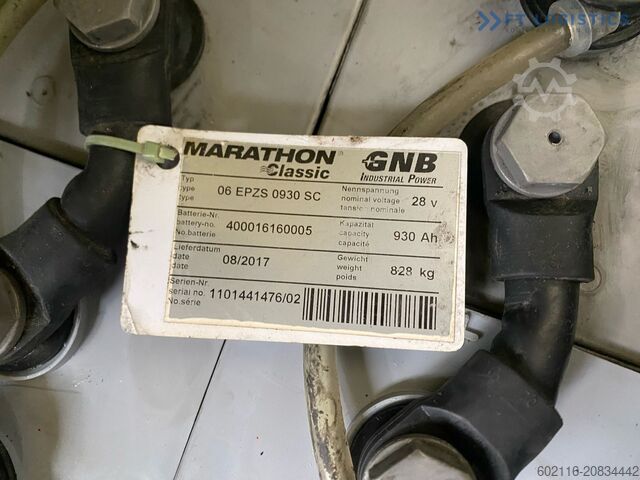 FT LOGISTICS
MARATHON Classic
GNB INDUSTRIAL POWER
Typ
type
type
06 EPZS 0930 SC
Nennspannung
nominal voltage
tension nominale
28 v
Batterie-Nr.
battery-no.
No.batterie
400016160005
Kapazität
capacity
capacité
930 Ah
Lieferdatum
date
date
08/2017
Gewicht
weight
poids
828 kg
Serien-Nr
serial no.
No.série
1101441476/02
602116-20834442